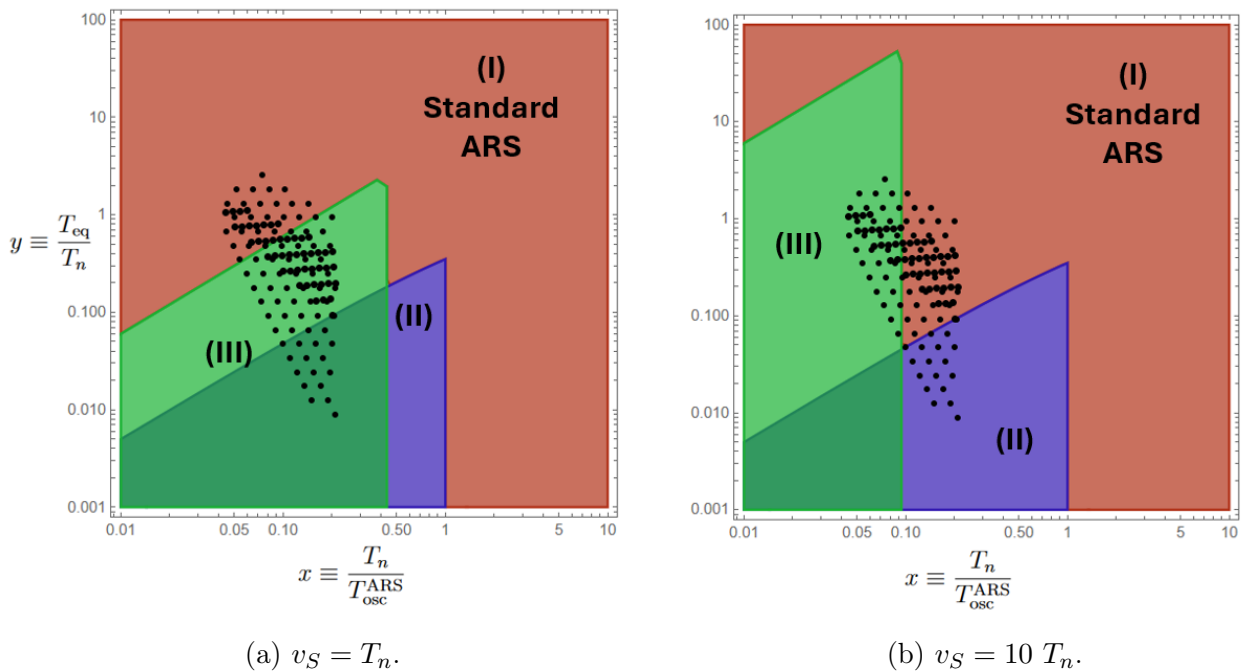 100
10
1
0.100
0.010
0.001
0.01
0.05
0.10
0.50
1
5
10
(I)
Standard
ARS
(II)
(III)
y ≡ T_eq / T_n
x ≡ T_n / T_osc^ARS
(a) v_S = T_n.
100
10
1
0.100
0.010
0.001
0.01
0.05
0.10
0.50
1
5
10
(I)
Standard
ARS
(III)
(II)
x ≡ T_n / T_osc^ARS
(b) v_S = 10 T_n.